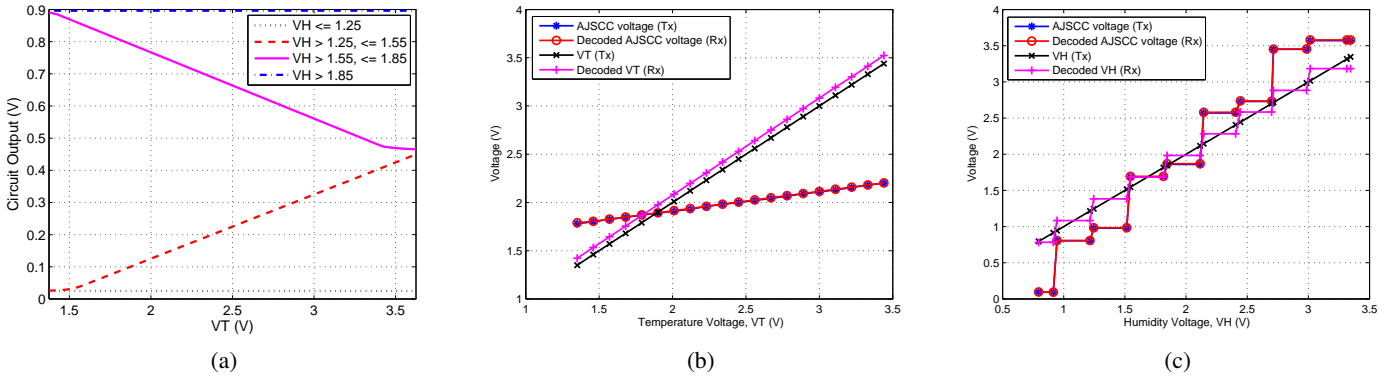 0.9
0.8
0.7
0.6
0.5
0.4
0.3
0.2
0.1
0
Circuit Output (V)
VH <= 1.25
VH > 1.25, <= 1.55
VH > 1.55, <= 1.85
VH > 1.85
1.5 2 2.5 3 3.5
VT (V)
(a)
4
3.5
3
2.5
2
1.5
1
Voltage (V)
AJSCC voltage (Tx)
Decoded AJSCC voltage (Rx)
VT (Tx)
Decoded VT (Rx)
1 1.5 2 2.5 3 3.5
Temperature Voltage, VT (V)
(b)
4
3.5
3
2.5
2
1.5
1
0.5
0
Voltage (V)
AJSCC voltage (Tx)
Decoded AJSCC voltage (Rx)
VH (Tx)
Decoded VH (Rx)
0.5 1 1.5 2 2.5 3 3.5
Humidity Voltage, VH (V)
(c)